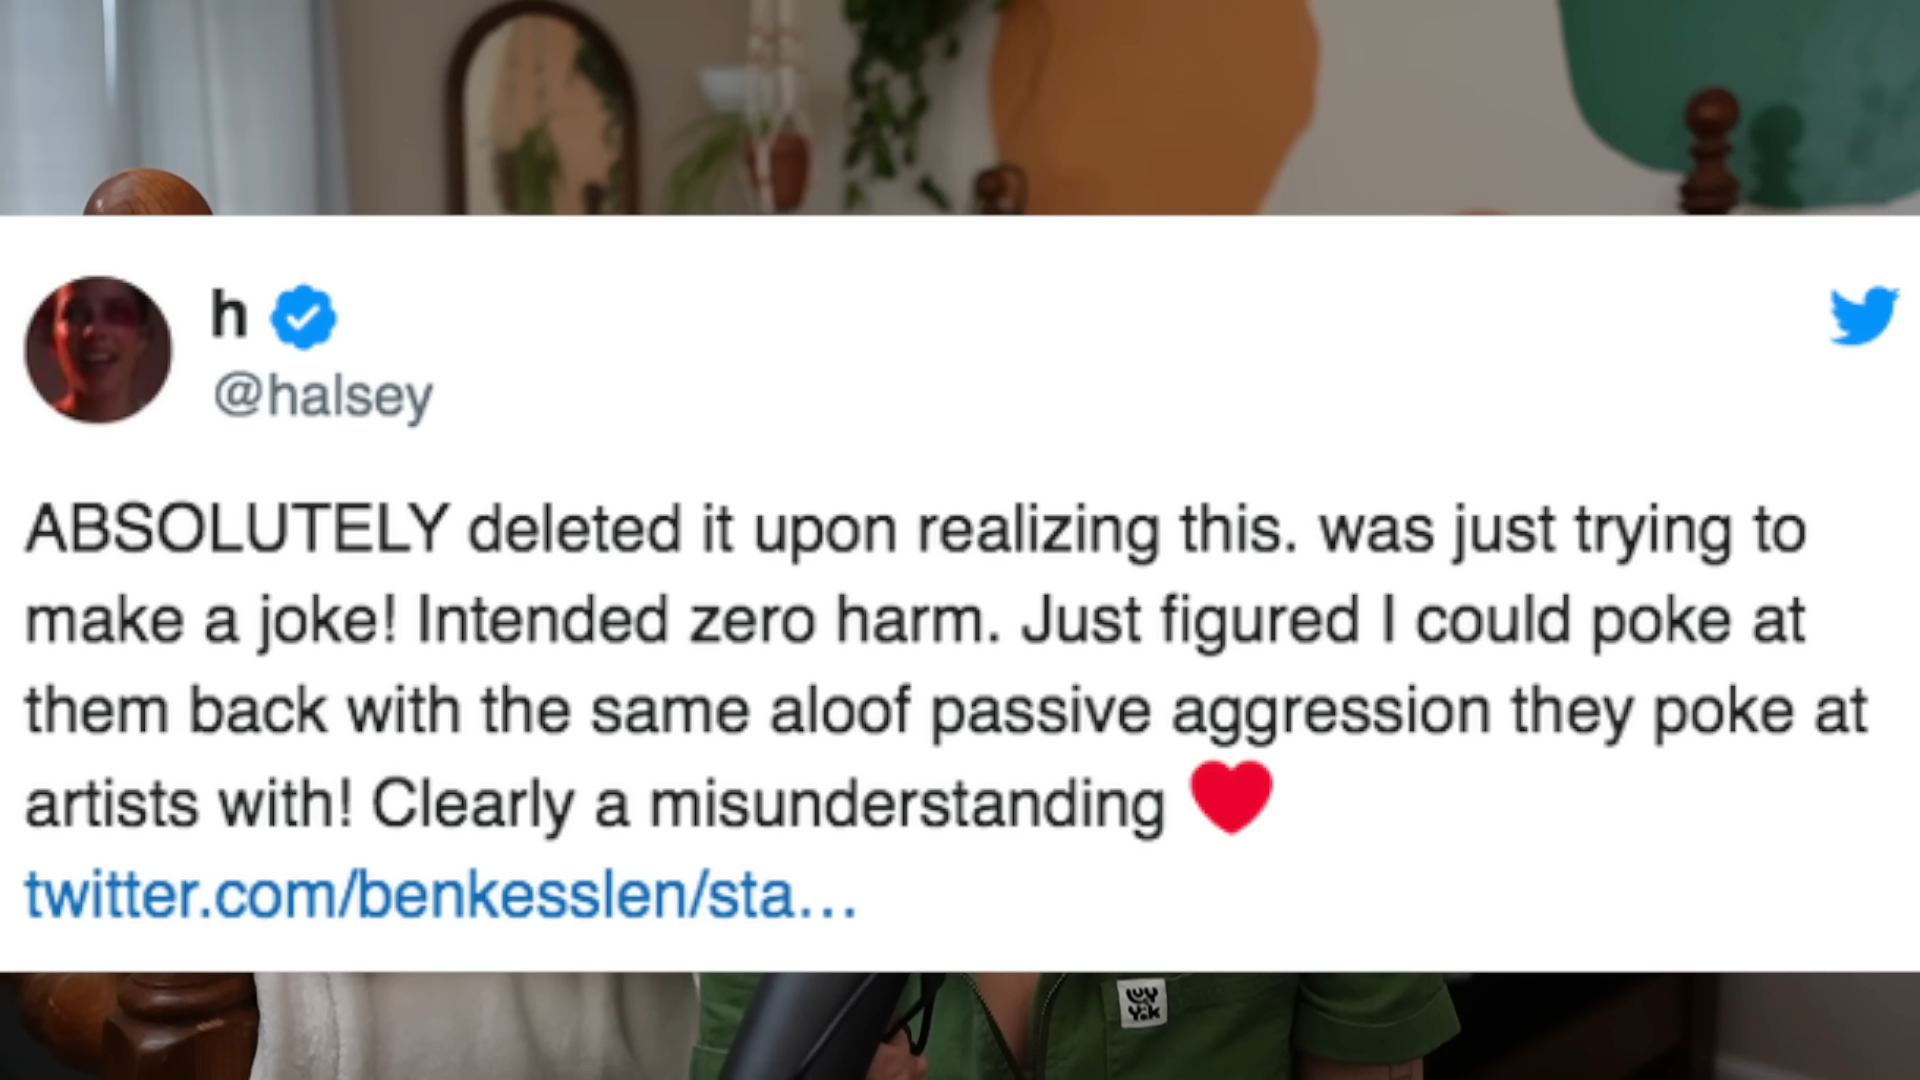 h
@halsey
ABSOLUTELY deleted it upon realizing this. was just trying to
make a joke! Intended zero harm. Just figured I could poke at
them back with the same aloof passive aggression they poke at
artists with! Clearly a misunderstanding ❤️
twitter.com/benkesslen/sta...
LUCY
YAK